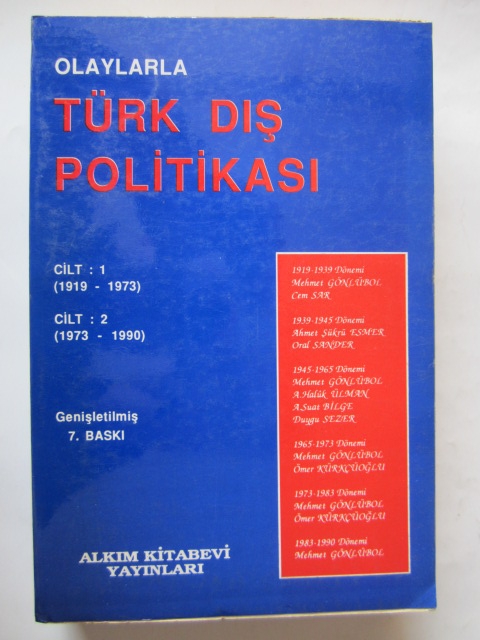 OLAYLARLA
TÜRK DIŞ
POLİTİKASI
CİLT : 1
(1919 - 1973)
CİLT : 2
(1973 - 1990)
Genişletilmiş
7. BASKI
ALKIM KİTABEVİ
YAYINLARI
1919-1939 Dönemi
Mehmet GÖNLÜBOL
Cem SAR
1939-1945 Dönemi
Ahmet Şükrü ESMER
Oral SANDER
1945-1965 Dönemi
Mehmet GÖNLÜBOL
A.Halûk ÜLMAN
A.Suat BİLGE
Duygu SEZER
1965-1973 Dönemi
Mehmet GÖNLÜBOL
Ömer KÜRKÇÜOĞLU
1973-1983 Dönemi
Mehmet GÖNLÜBOL
Ömer KÜRKÇÜOĞLU
1983-1990 Dönemi
Mehmet GÖNLÜBOL